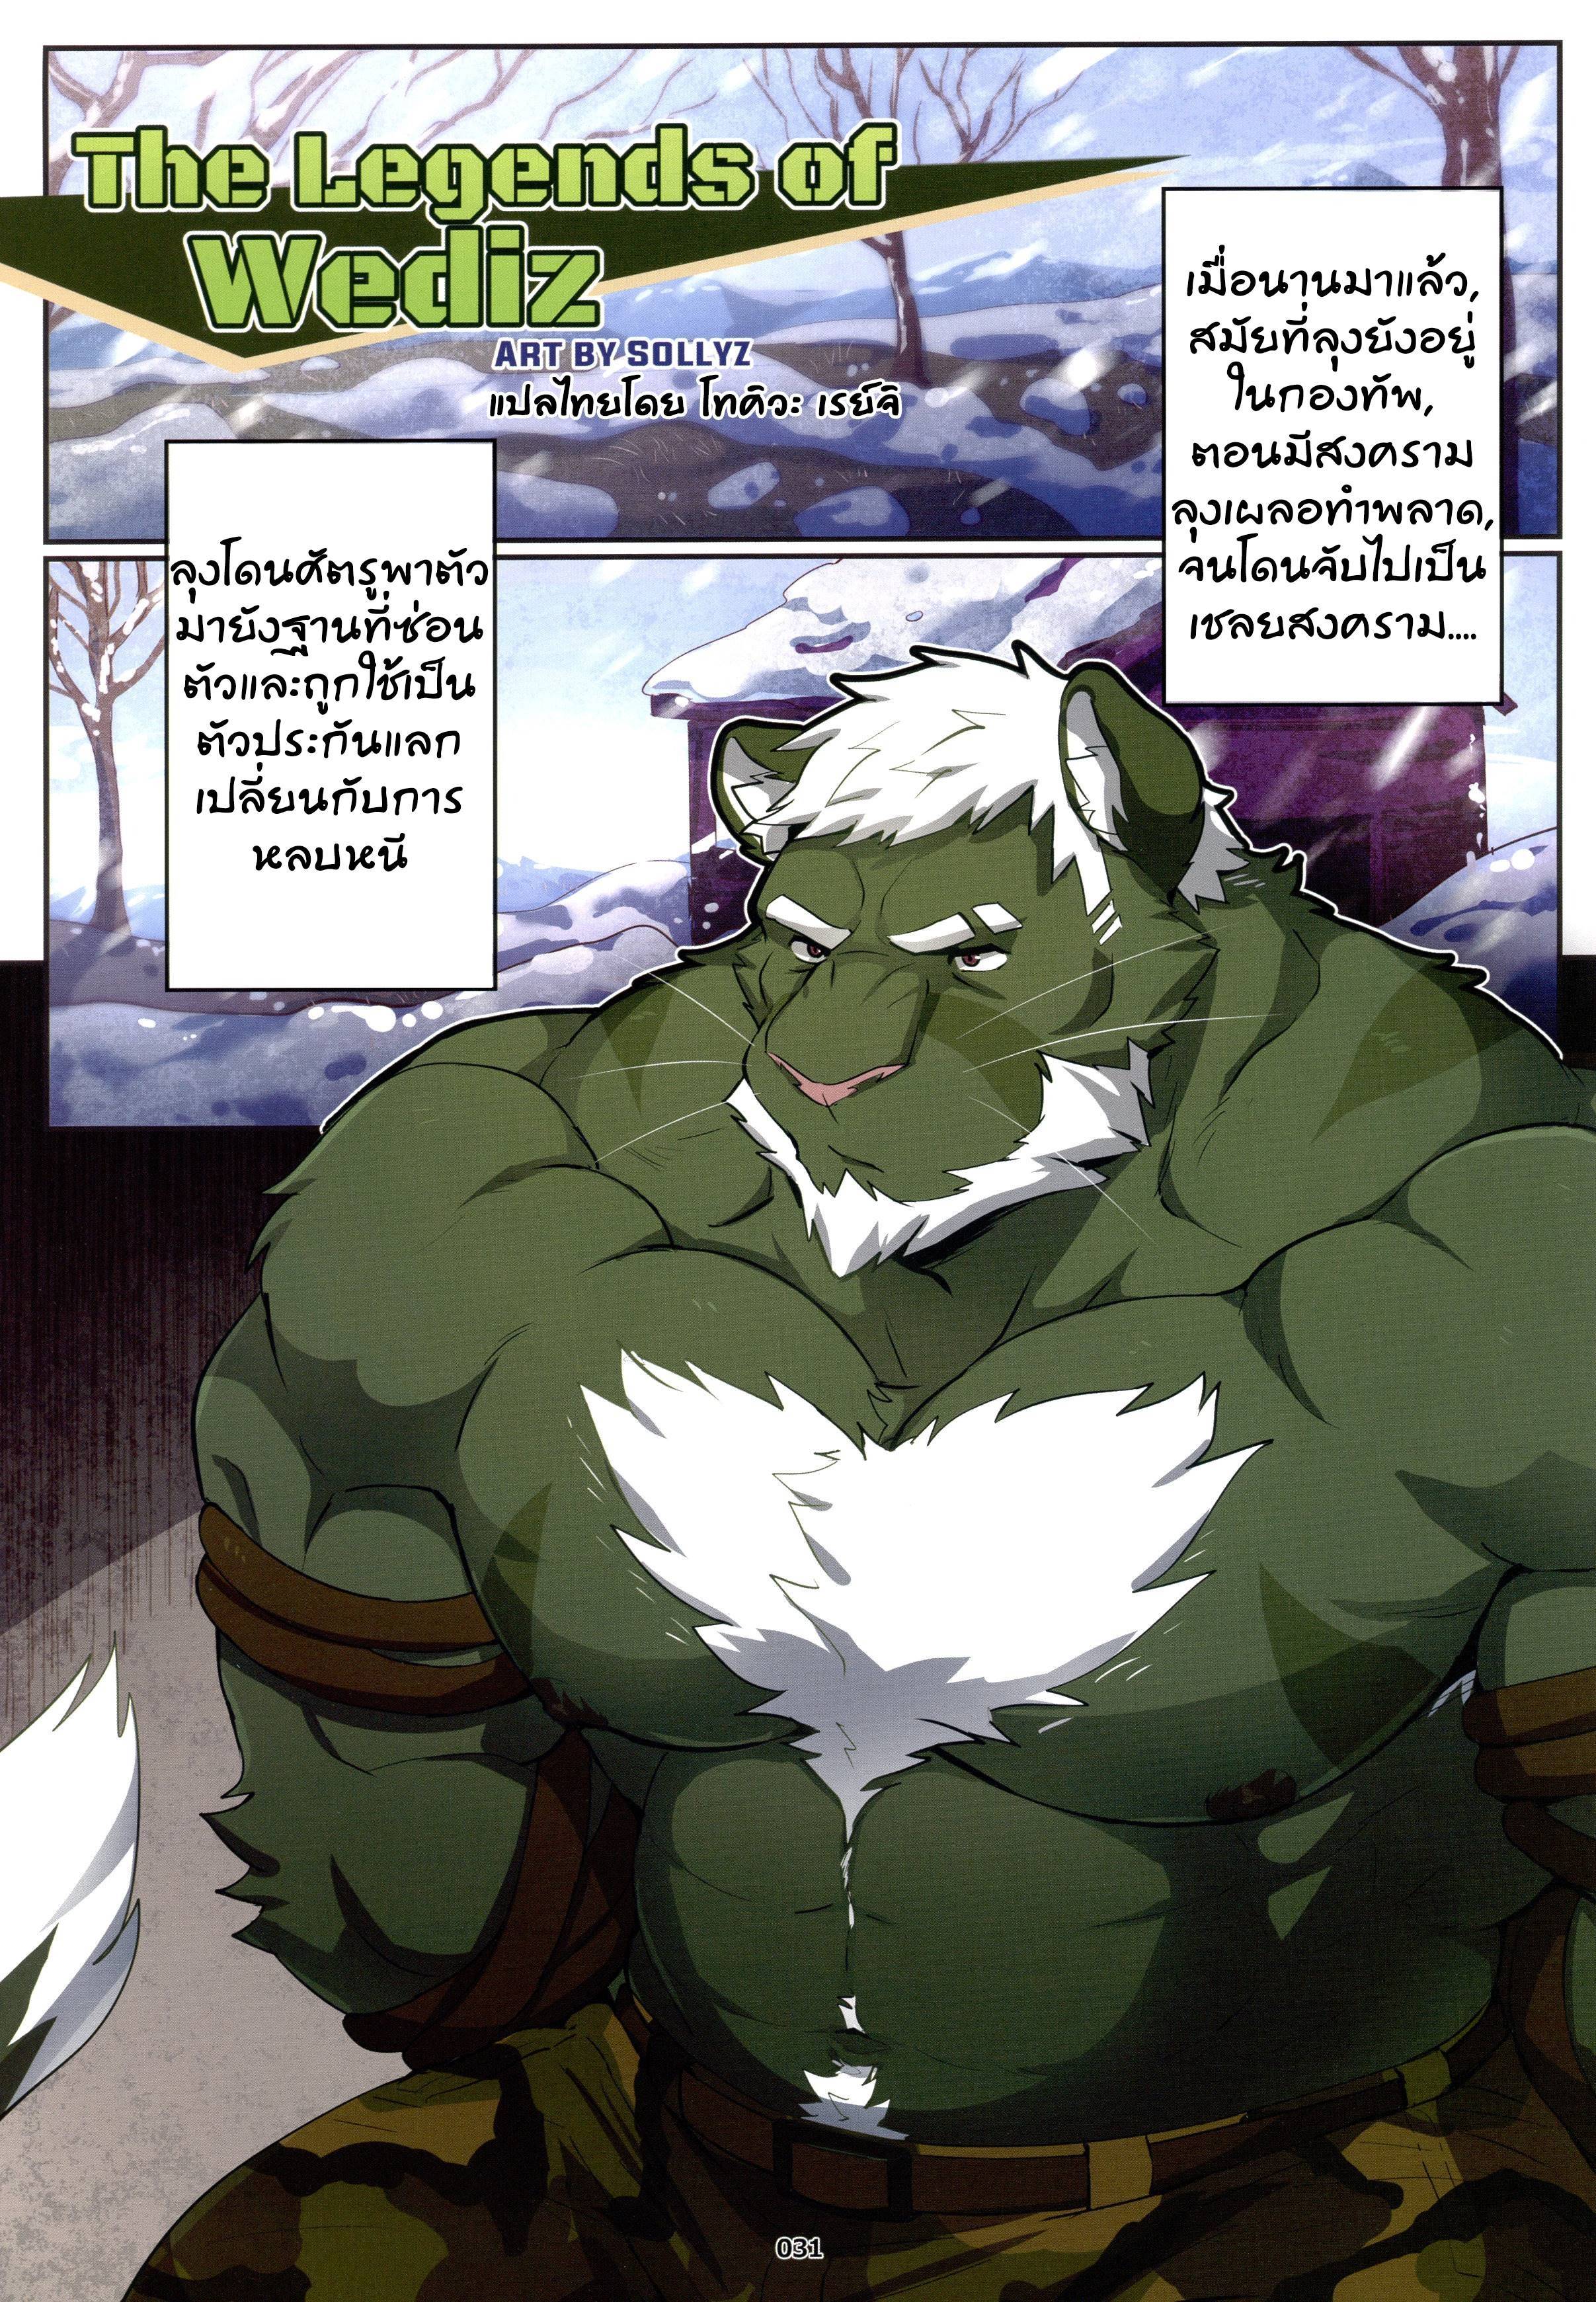 The Legends of
Wediz
ART BY SOLLYZ
แปลไทยโดย โทคิวะ เรย์จิ
เมื่อนานมาแล้ว,
สมัยที่ลุงยังอยู่
ในกองทัพ,
ตอนมีสงคราม
ลุงเผลอทำพลาด,
จนโดนจับไปเป็น
เชลยสงคราม....
ลุงโดนศัตรูพาตัว
มายังฐานที่ซ่อน
ตัวและถูกใช้เป็น
ตัวประกันแลก
เปลี่ยนกับการ
หลบหนี
031